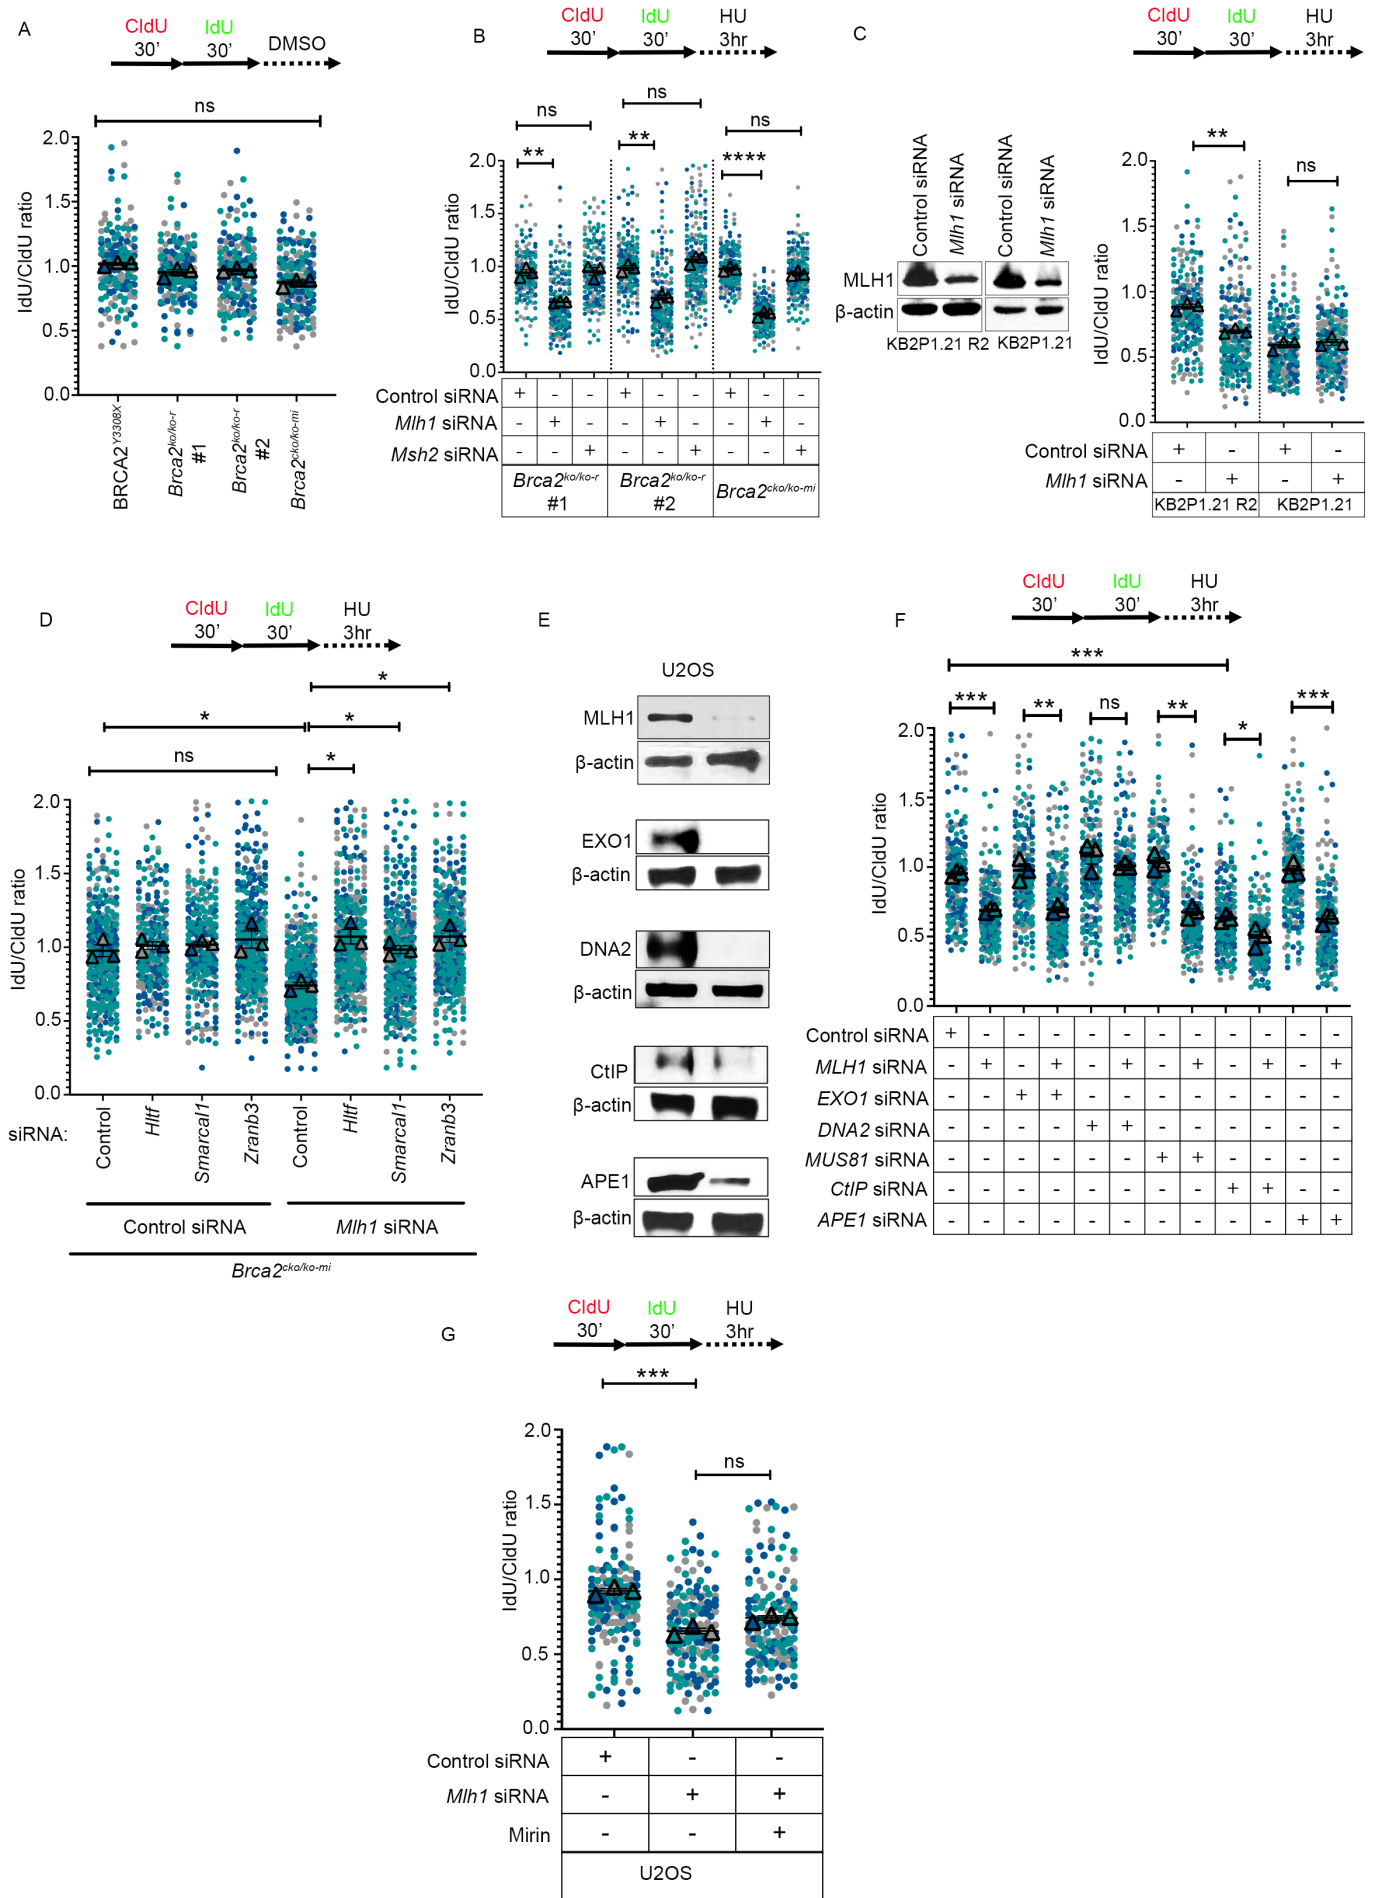 A
CldU
IdU
30’
30’
DMSO
ns
IdU/CldU ratio
2.0
1.5
1.0
0.5
0.0
BRCA2Y3308X
Brca2ko/ko-r #1
Brca2ko/ko-r #2
Brca2cko/ko-mi
B
CldU
IdU
HU
30’
30’
3hr
ns
ns
ns
**
**
****
IdU/CldU ratio
2.0
1.5
1.0
0.5
0.0
Control siRNA + - - + - - + - -
Mlh1 siRNA - + - - + - - + -
Msh2 siRNA - - + - - + - - +
Brca2ko/ko-r #1
Brca2ko/ko-r #2
Brca2cko/ko-mi
C
Control siRNA
Mlh1 siRNA
Control siRNA
Mlh1 siRNA
MLH1
β-actin
KB2P1.21 R2 KB2P1.21
CldU
IdU
HU
30’
30’
3hr
**
ns
IdU/CldU ratio
2.0
1.5
1.0
0.5
0.0
Control siRNA + - + -
Mlh1 siRNA - + - +
KB2P1.21 R2 KB2P1.21
D
CldU
IdU
HU
30’
30’
3hr
*
*
*
ns
*
IdU/CldU ratio
2.0
1.5
1.0
0.5
0.0
siRNA:
Control
Hltf
Smarcal1
Zranb3
Control
Hltf
Smarcal1
Zranb3
Control siRNA
Mlh1 siRNA
Brca2cko/ko-mi
E
U2OS
MLH1
β-actin
EXO1
β-actin
DNA2
β-actin
CtIP
β-actin
APE1
β-actin
F
CldU
IdU
HU
30’
30’
3hr
***
***
**
ns
**
*
***
IdU/CldU ratio
2.0
1.5
1.0
0.5
0.0
Control siRNA + - - - - - - - - - - -
MLH1 siRNA - + - + - + - + - + - +
EXO1 siRNA - - + + - - - - - - - -
DNA2 siRNA - - - - + + - - - - - -
MUS81 siRNA - - - - - - + + - - - -
CtIP siRNA - - - - - - - - + + - -
APE1 siRNA - - - - - - - - - - + +
G
CldU
IdU
HU
30’
30’
3hr
***
ns
IdU/CldU ratio
2.0
1.5
1.0
0.5
0.0
Control siRNA + - -
Mlh1 siRNA - + +
Mirin - - +
U2OS